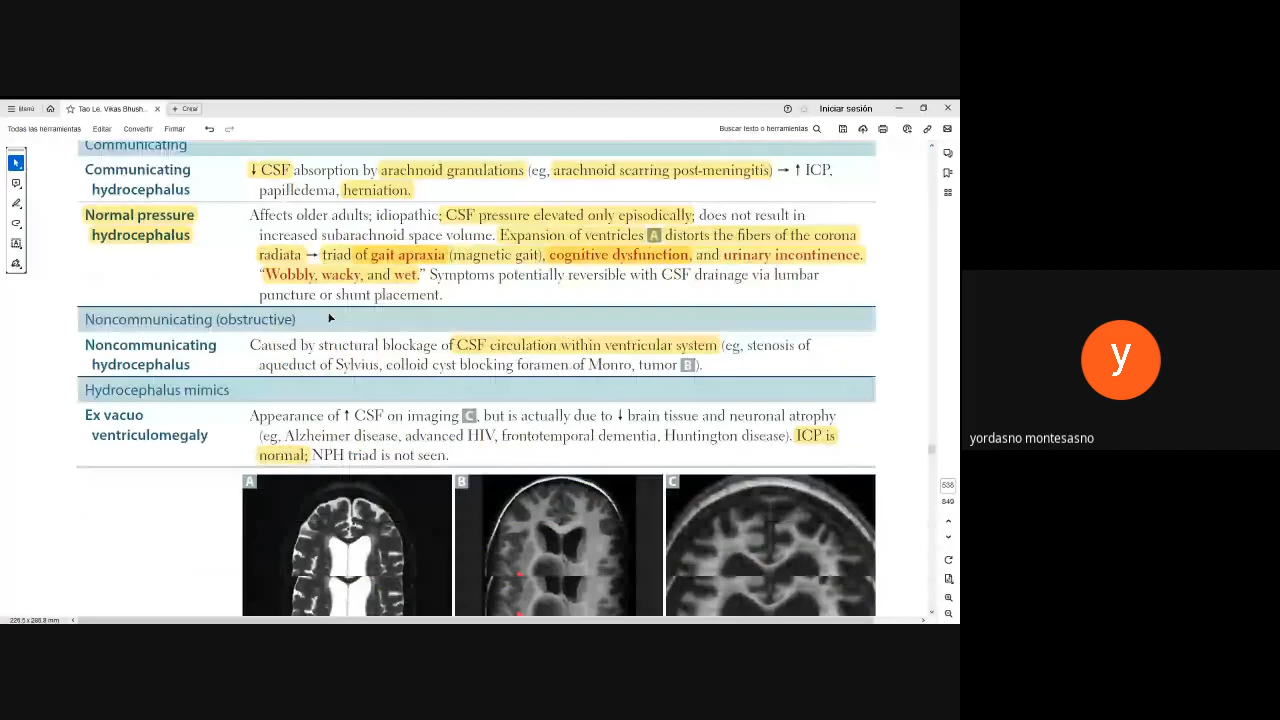 Menú
Tao Le, Vikas Bhush...
Crear
Iniciar sesión
Todas las herramientas Editar Convertir Firmar
Buscar texto o herramientas
Communicating
Communicating hydrocephalus
↓ CSF absorption by arachnoid granulations (eg, arachnoid scarring post-meningitis) → ↑ ICP,
papilledema, herniation.
Normal pressure hydrocephalus
Affects older adults; idiopathic; CSF pressure elevated only episodically; does not result in
increased subarachnoid space volume. Expansion of ventricles A distorts the fibers of the corona
radiata → triad of gait apraxia (magnetic gait), cognitive dysfunction, and urinary incontinence.
“Wobbly, wacky, and wet.” Symptoms potentially reversible with CSF drainage via lumbar
puncture or shunt placement.
Noncommunicating (obstructive)
Noncommunicating hydrocephalus
Caused by structural blockage of CSF circulation within ventricular system (eg, stenosis of
aqueduct of Sylvius, colloid cyst blocking foramen of Monro, tumor B).
Hydrocephalus mimics
Ex vacuo ventriculomegaly
Appearance of ↑ CSF on imaging C, but is actually due to ↓ brain tissue and neuronal atrophy
(eg, Alzheimer disease, advanced HIV, frontotemporal dementia, Huntington disease). ICP is
normal; NPH triad is not seen.
A B C
538
849
226.5 x 286.8 mm
y
yordasno montesasno